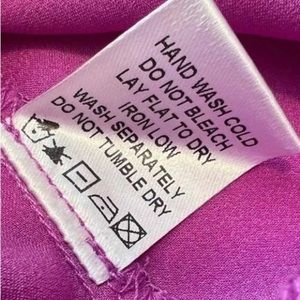 HAND WASH COLD
DO NOT BLEACH
LAY FLAT TO DRY
IRON LOW
WASH SEPARATELY
DO NOT TUMBLE DRY